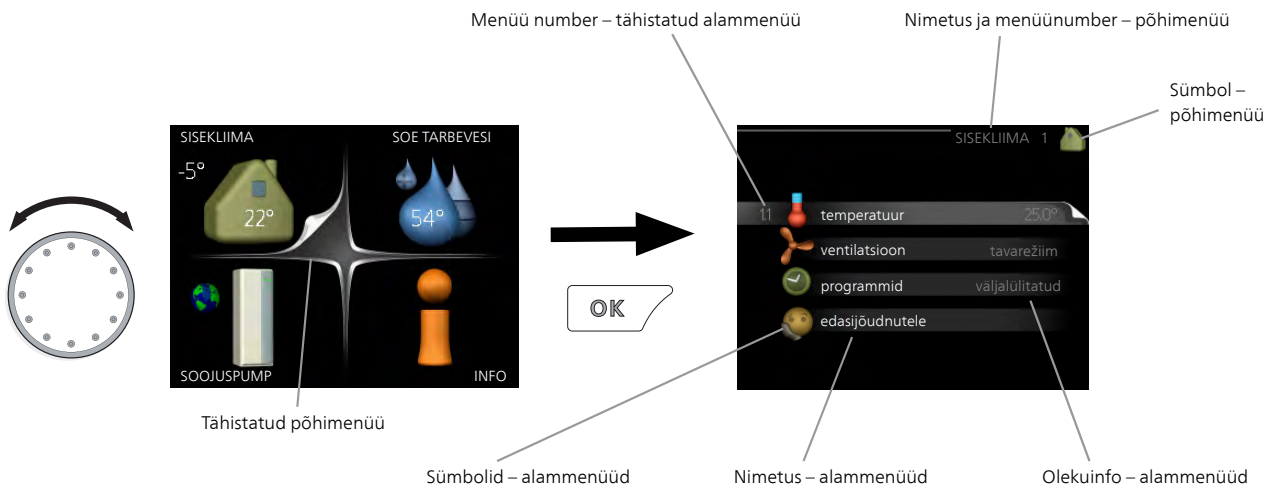 Menüü number – tähistatud alammenüü
Nimetus ja menüünumber – põhimenüü
Sümbol –
põhimenüü
SISEKLIIMA
SOE TARBEVESI
-5°
22°
54°
SOOJUSPUMP
INFO
Tähistatud põhimenüü
OK
SISEKLIIMA 1
1.1 temperatuur 25.0°
ventilatsioon tavarežiim
programmid väljalülitatud
edasijõudnutele
Sümbolid – alammenüüd
Nimetus – alammenüüd
Olekuinfo – alammenüüd